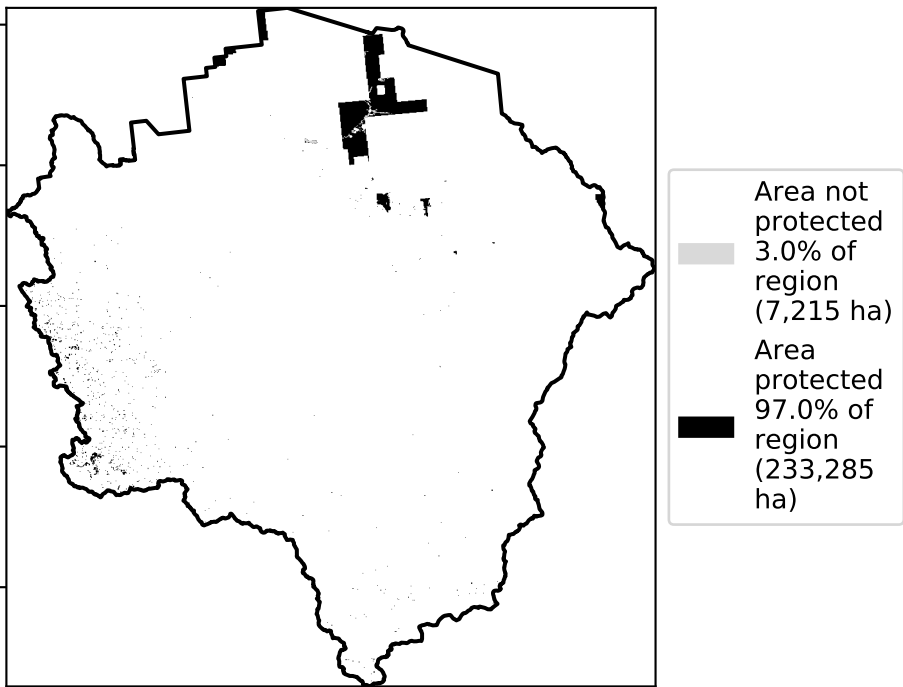 Area not
protected
3.0% of
region
(7,215 ha)
Area
protected
97.0% of
region
(233,285
ha)